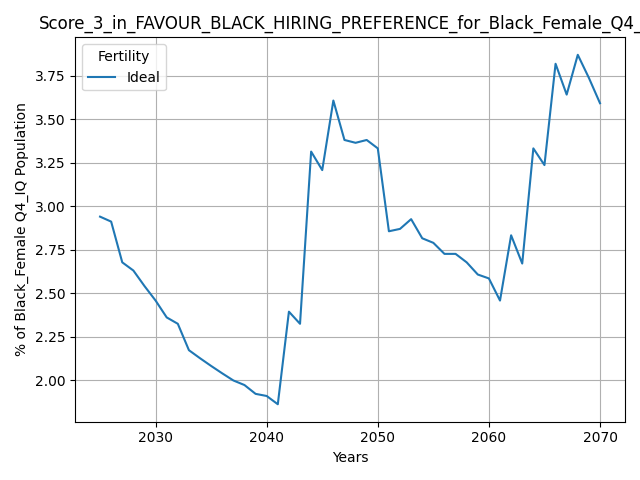 Score_3_in_FAVOUR_BLACK_HIRING_PREFERENCE_for_Black_Female_Q4_
Fertility
Ideal
% of Black_Female Q4_IQ Population
3.75
3.50
3.25
3.00
2.75
2.50
2.25
2.00
2030
2040
2050
2060
2070
Years